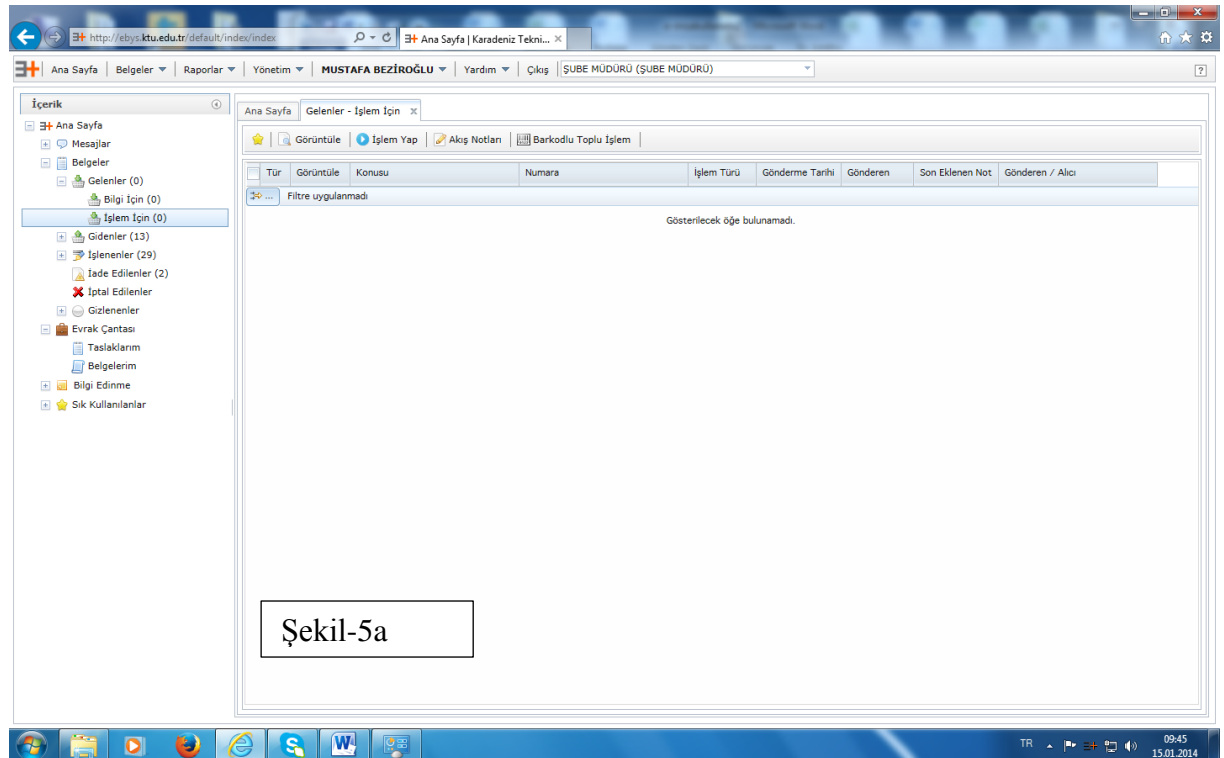 http://ebys.ktu.edu.tr/default/index/index
Ana Sayfa | Karadeniz Tekni...
Ana Sayfa Belgeler Raporlar Yönetim MUSTAFA BEZİROĞLU Yardım Çıkış ŞUBE MÜDÜRÜ (ŞUBE MÜDÜRÜ)
İçerik
Ana Sayfa
Mesajlar
Belgeler
Gelenler (0)
Bilgi İçin (0)
İşlem İçin (0)
Gidenler (13)
İşlenenler (29)
İade Edilenler (2)
İptal Edilenler
Gizlenenler
Evrak Çantası
Taslaklarım
Belgelerim
Bilgi Edinme
Sık Kullanılanlar
Ana Sayfa Gelenler - İşlem İçin
Görüntüle İşlem Yap Akış Notları Barkodlu Toplu İşlem
Tür Görüntüle Konusu Numara İşlem Türü Gönderme Tarihi Gönderen Son Eklenen Not Gönderen / Alıcı
... Filtre uygulanmadı
Gösterilecek öğe bulunamadı.
Şekil-5a
TR
09:45
15.01.2014